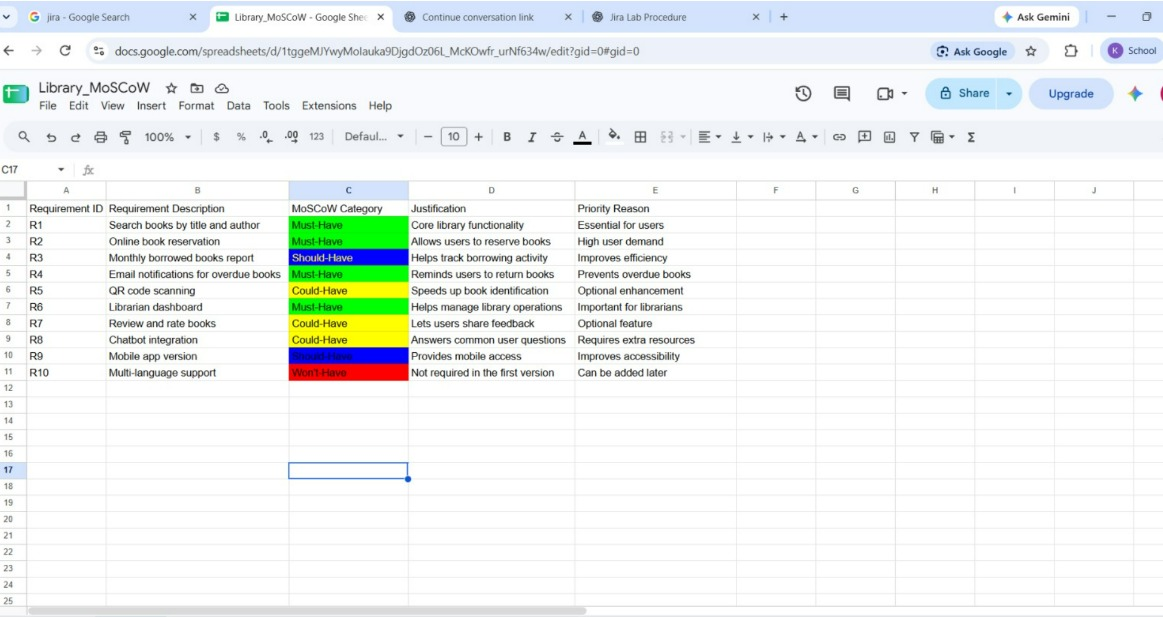 jira - Google Search
Library_MoSCoW - Google Shee
Continue conversation link
Jira Lab Procedure
Ask Gemini
docs.google.com/spreadsheets/d/1tggeMJYwyMolauka9DjgdOz06L_McKOwfr_urNf634w/edit?gid=0#gid=0
Ask Google
K School
Library_MoSCoW
File Edit View Insert Format Data Tools Extensions Help
Share
Upgrade
100% $ % .0 .00 123 Defaul... - 10 + B I S A
C17 fx
A B C D E F G H I J
1 Requirement ID Requirement Description MoSCoW Category Justification Priority Reason
2 R1 Search books by title and author Must-Have Core library functionality Essential for users
3 R2 Online book reservation Must-Have Allows users to reserve books High user demand
4 R3 Monthly borrowed books report Should-Have Helps track borrowing activity Improves efficiency
5 R4 Email notifications for overdue books Must-Have Reminds users to return books Prevents overdue books
6 R5 QR code scanning Could-Have Speeds up book identification Optional enhancement
7 R6 Librarian dashboard Must-Have Helps manage library operations Important for librarians
8 R7 Review and rate books Could-Have Lets users share feedback Optional feature
9 R8 Chatbot integration Could-Have Answers common user questions Requires extra resources
10 R9 Mobile app version Should-Have Provides mobile access Improves accessibility
11 R10 Multi-language support Won't-Have Not required in the first version Can be added later
12
13
14
15
16
17
18
19
20
21
22
23
24
25